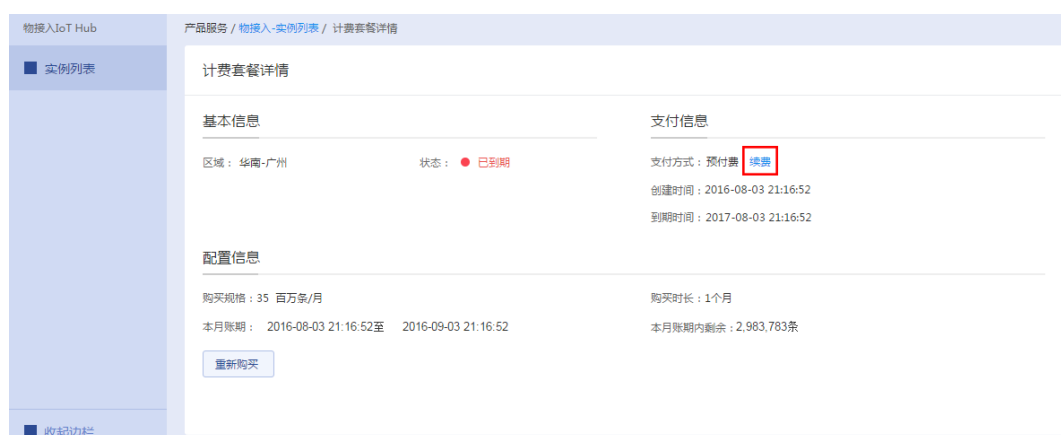 物接入IoT Hub
产品服务 / 物接入-实例列表 / 计费套餐详情
实例列表
计费套餐详情
基本信息
支付信息
区域： 华南-广州
状态： 已到期
支付方式：预付费 续费
创建时间：2016-08-03 21:16:52
到期时间：2017-08-03 21:16:52
配置信息
购买规格：35 百万条/月
购买时长：1个月
本月账期： 2016-08-03 21:16:52至 2016-09-03 21:16:52
本月账期内剩余：2,983,783条
重新购买
收起边栏